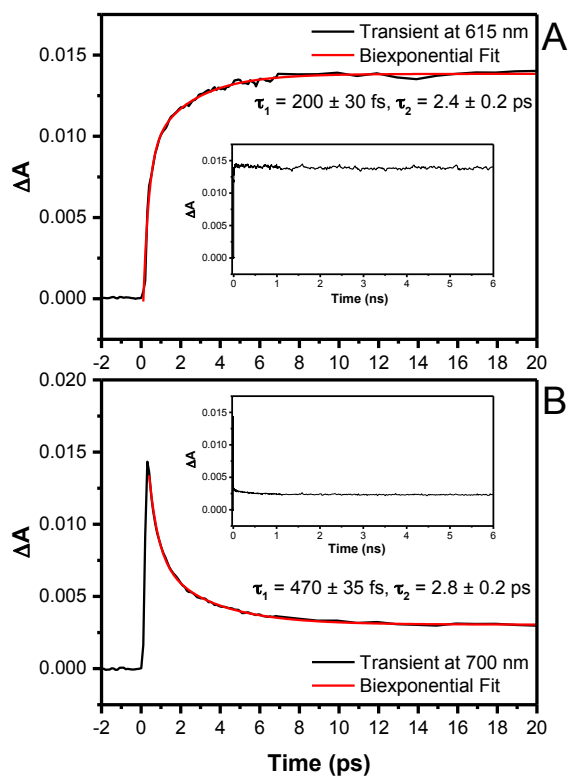 A
Transient at 615 nm
Biexponential Fit
τ1 = 200 ± 30 fs, τ2 = 2.4 ± 0.2 ps
0.015
0.010
0.005
0.000
ΔA
0.015
0.010
0.005
0.000
ΔA
0 1 2 3 4 5 6
Time (ns)
-2 0 2 4 6 8 10 12 14 16 18 20
B
0.020
0.015
0.010
0.005
0.000
ΔA
0.015
0.010
0.005
0.000
ΔA
0 1 2 3 4 5 6
Time (ns)
τ1 = 470 ± 35 fs, τ2 = 2.8 ± 0.2 ps
Transient at 700 nm
Biexponential Fit
-2 0 2 4 6 8 10 12 14 16 18 20
Time (ps)